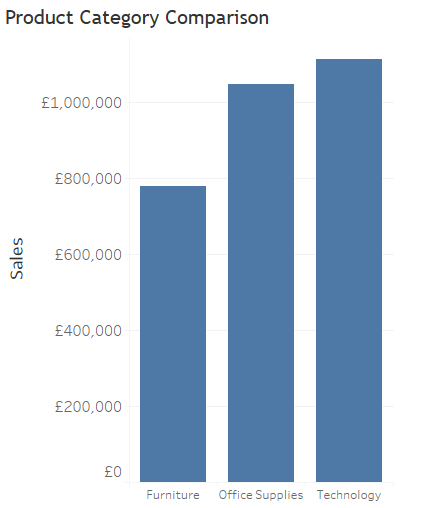 Product Category Comparison
£1,000,000
£800,000
£600,000
£400,000
£200,000
£0
Sales
Furniture
Office Supplies
Technology